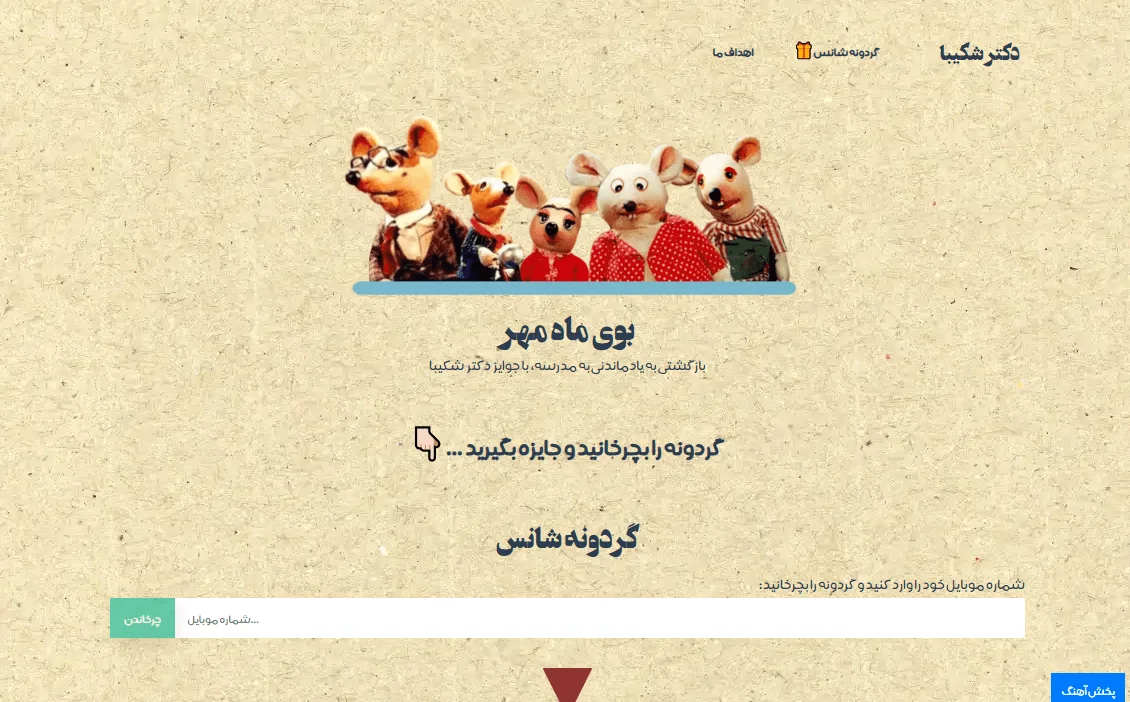 دکتر شکیبا
گردونه شانس
اهداف ما
بوی ماه مهر
بازگشتی به یاد ماندنی به مدرسه، با جوایز دکتر شکیبا
گردونه را بچرخانید و جایزه بگیرید ...
گردونه شانس
شماره موبایل خود را وارد کنید و گردونه را بچرخانید:
شماره موبایل...
چرخاندن
پخش آهنگ